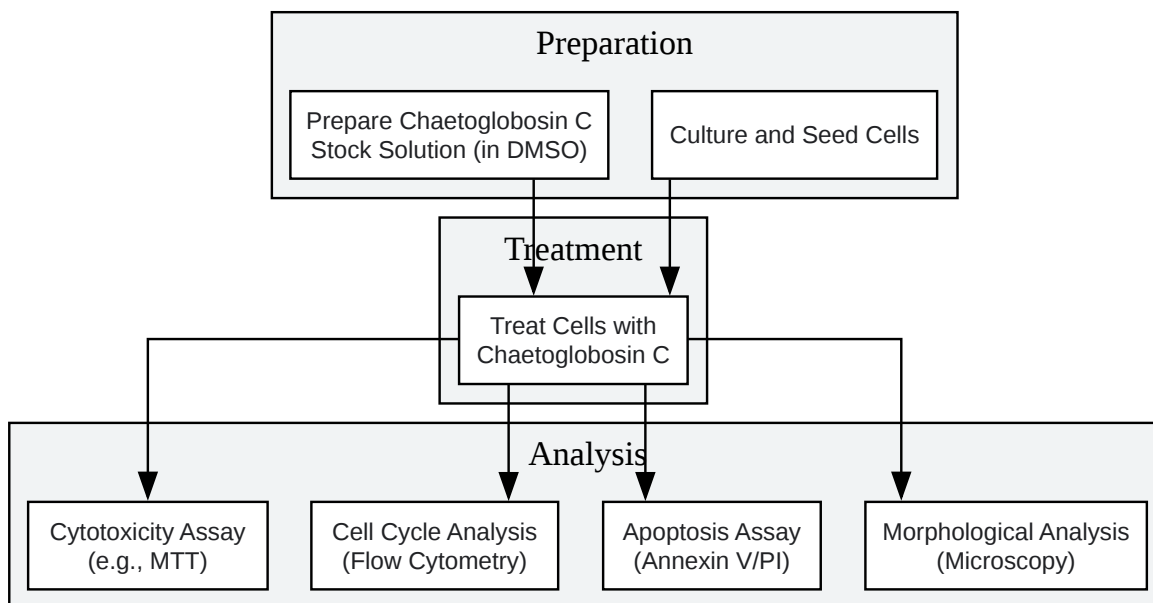 Preparation
Prepare Chaetoglobosin C
Stock Solution (in DMSO)
Culture and Seed Cells
Treatment
Treat Cells with
Chaetoglobosin C
Analysis
Cytotoxicity Assay
(e.g., MTT)
Cell Cycle Analysis
(Flow Cytometry)
Apoptosis Assay
(Annexin V/PI)
Morphological Analysis
(Microscopy)